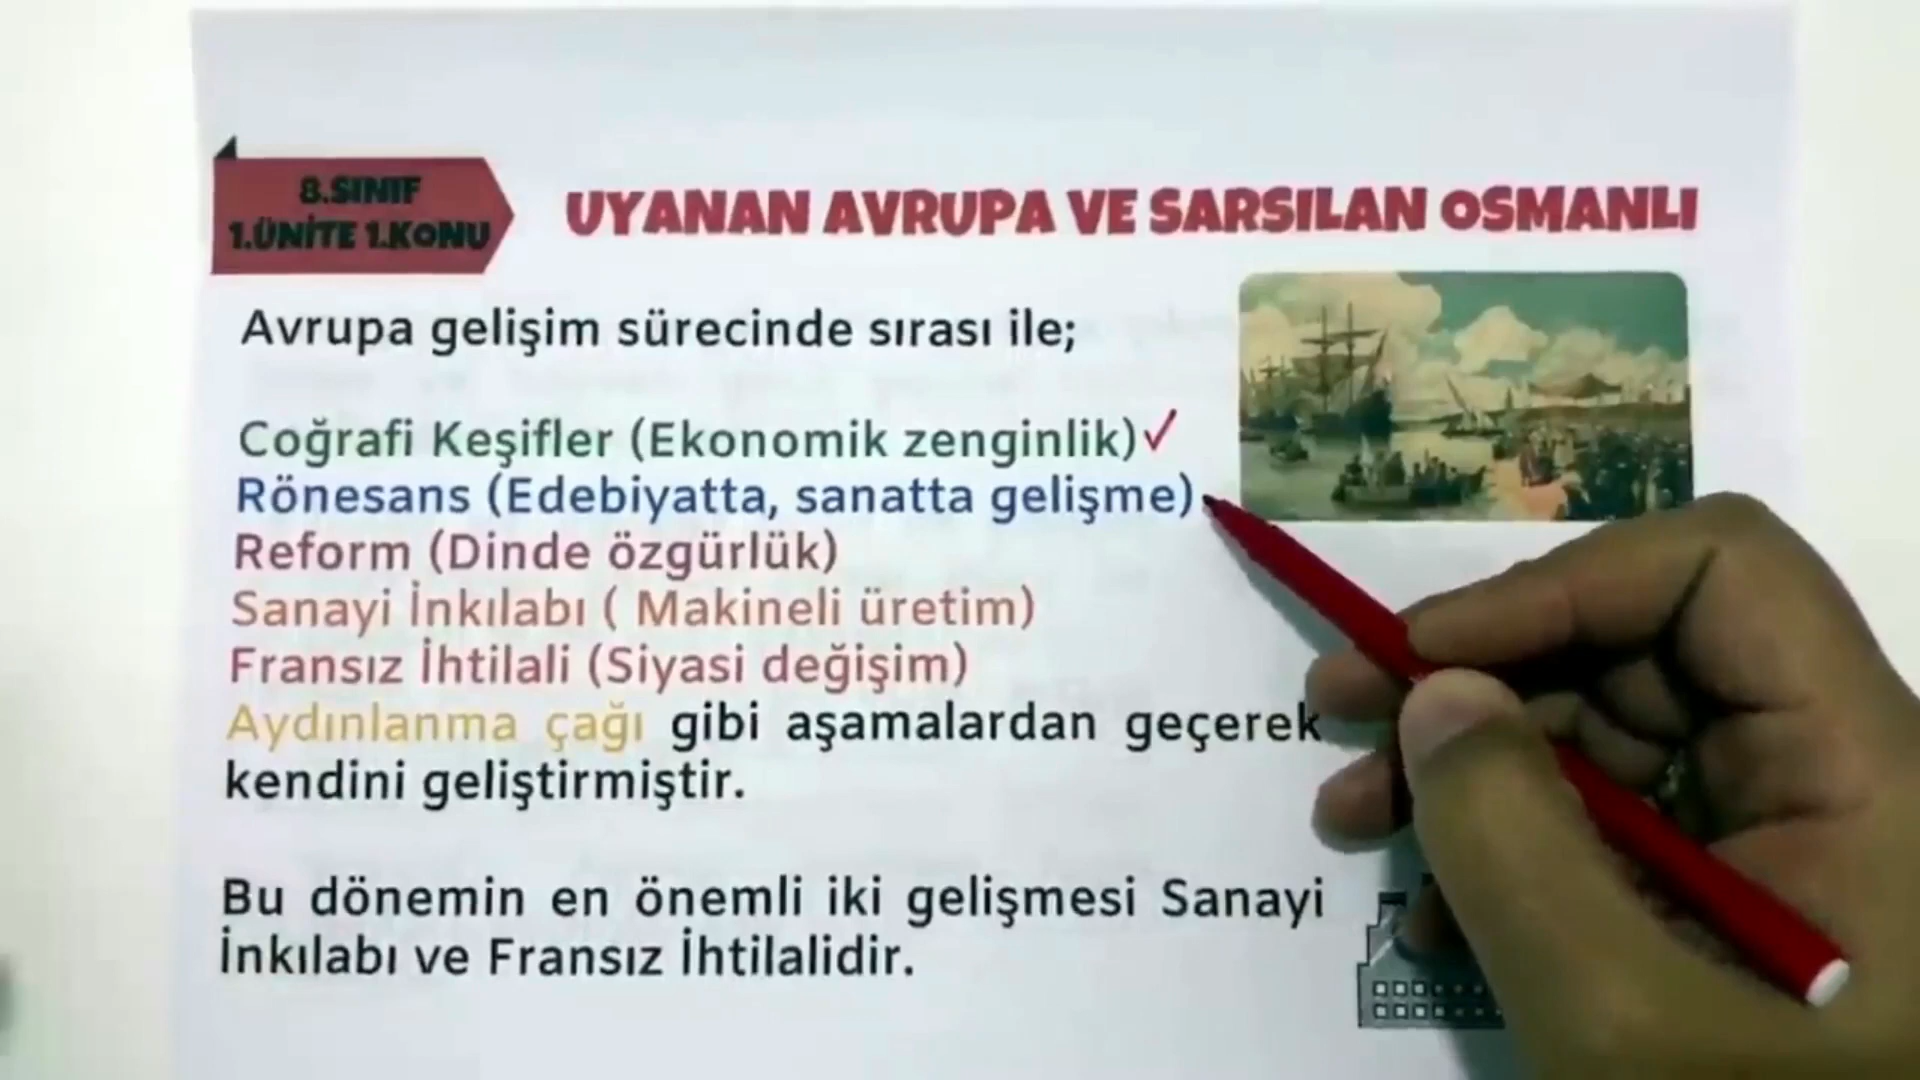 8.SINIF
1.ÜNİTE 1.KONU
UYANAN AVRUPA VE SARSILAN OSMANLI
Avrupa gelişim sürecinde sırası ile;
Coğrafi Keşifler (Ekonomik zenginlik)✓
Rönesans (Edebiyatta, sanatta gelişme)
Reform (Dinde özgürlük)
Sanayi İnkılabı ( Makineli üretim)
Fransız İhtilali (Siyasi değişim)
Aydınlanma çağı gibi aşamalardan geçerek
kendini geliştirmiştir.
Bu dönemin en önemli iki gelişmesi Sanayi
İnkılabı ve Fransız İhtilalidir.